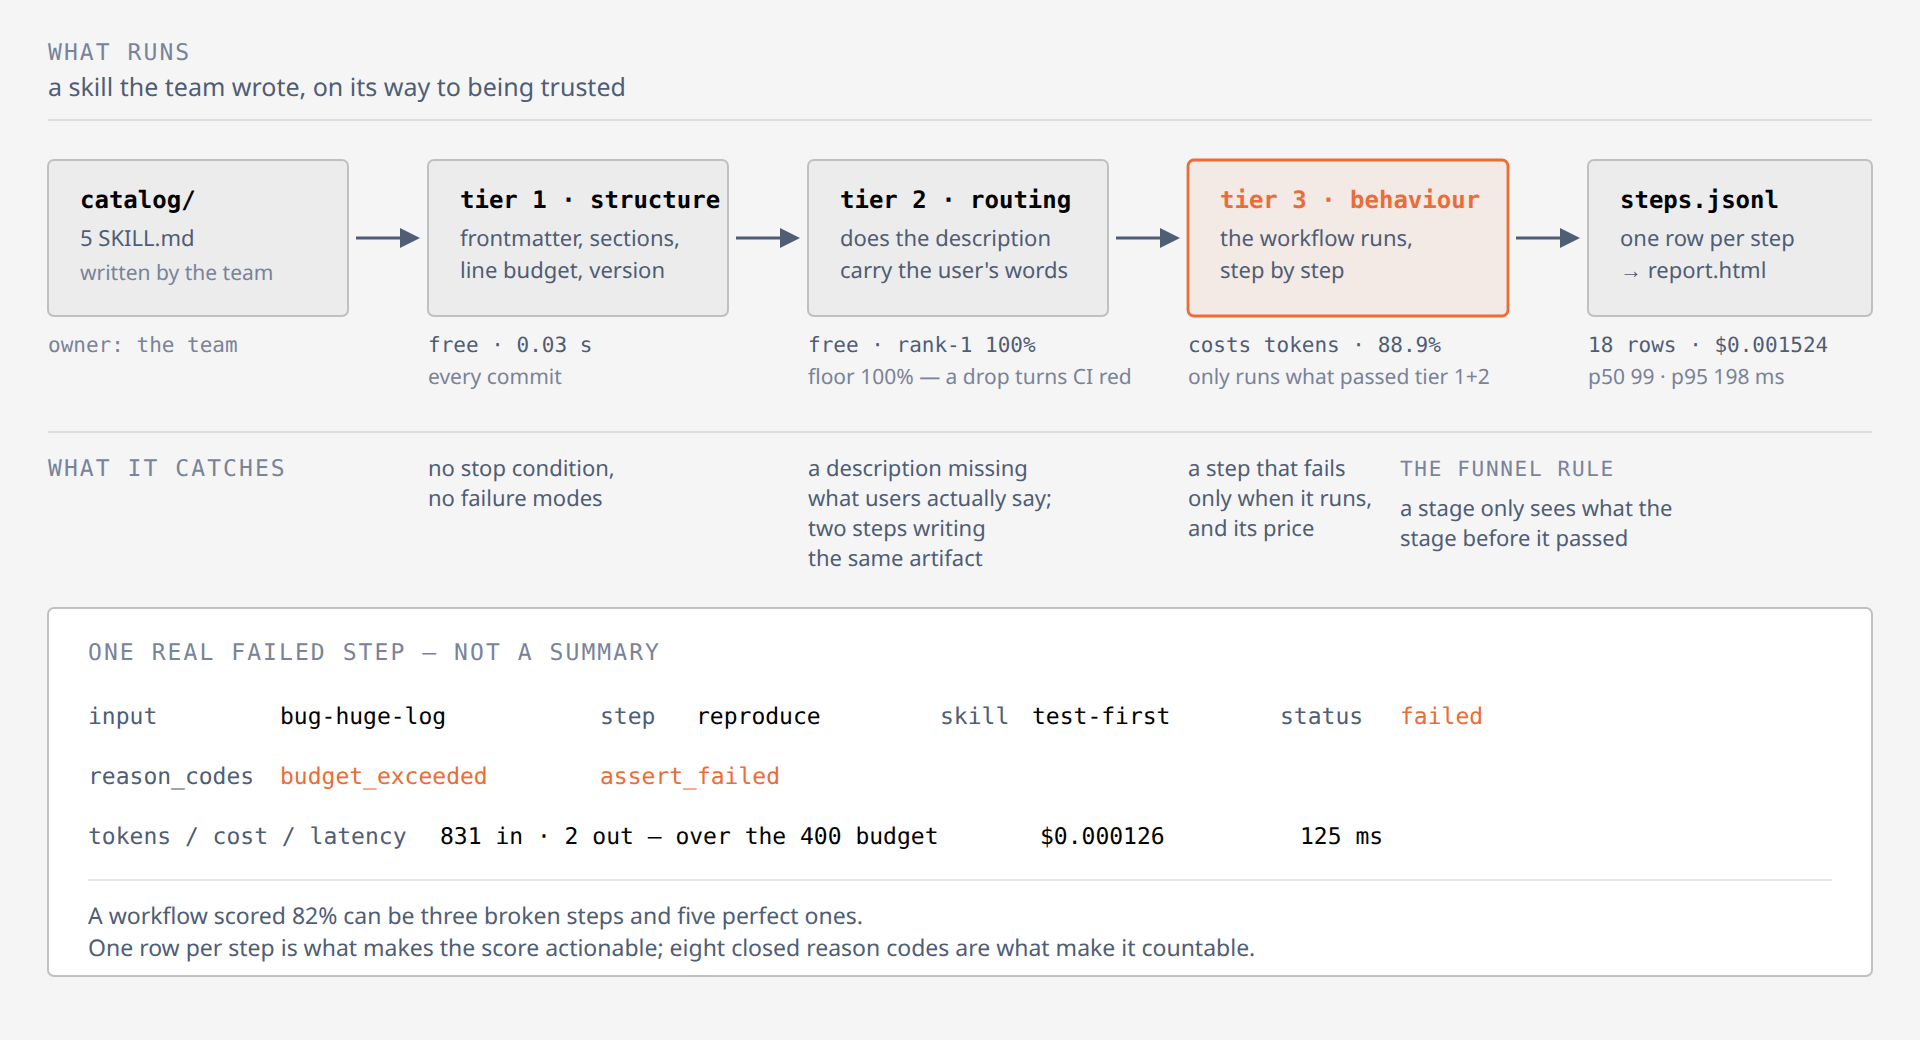 WHAT RUNS
a skill the team wrote, on its way to being trusted
catalog/
5 SKILL.md
written by the team
owner: the team
tier 1 · structure
frontmatter, sections,
line budget, version
free · 0.03 s
every commit
tier 2 · routing
does the description
carry the user's words
free · rank-1 100%
floor 100% — a drop turns CI red
tier 3 · behaviour
the workflow runs,
step by step
costs tokens · 88.9%
only runs what passed tier 1+2
steps.jsonl
one row per step
→ report.html
18 rows · $0.001524
p50 99 · p95 198 ms
WHAT IT CATCHES
no stop condition,
no failure modes
a description missing
what users actually say;
two steps writing
the same artifact
a step that fails
only when it runs,
and its price
THE FUNNEL RULE
a stage only sees what the
stage before it passed
ONE REAL FAILED STEP — NOT A SUMMARY
input bug-huge-log step reproduce skill test-first status failed
reason_codes budget_exceeded assert_failed
tokens / cost / latency 831 in · 2 out — over the 400 budget $0.000126 125 ms
A workflow scored 82% can be three broken steps and five perfect ones.
One row per step is what makes the score actionable; eight closed reason codes are what make it countable.